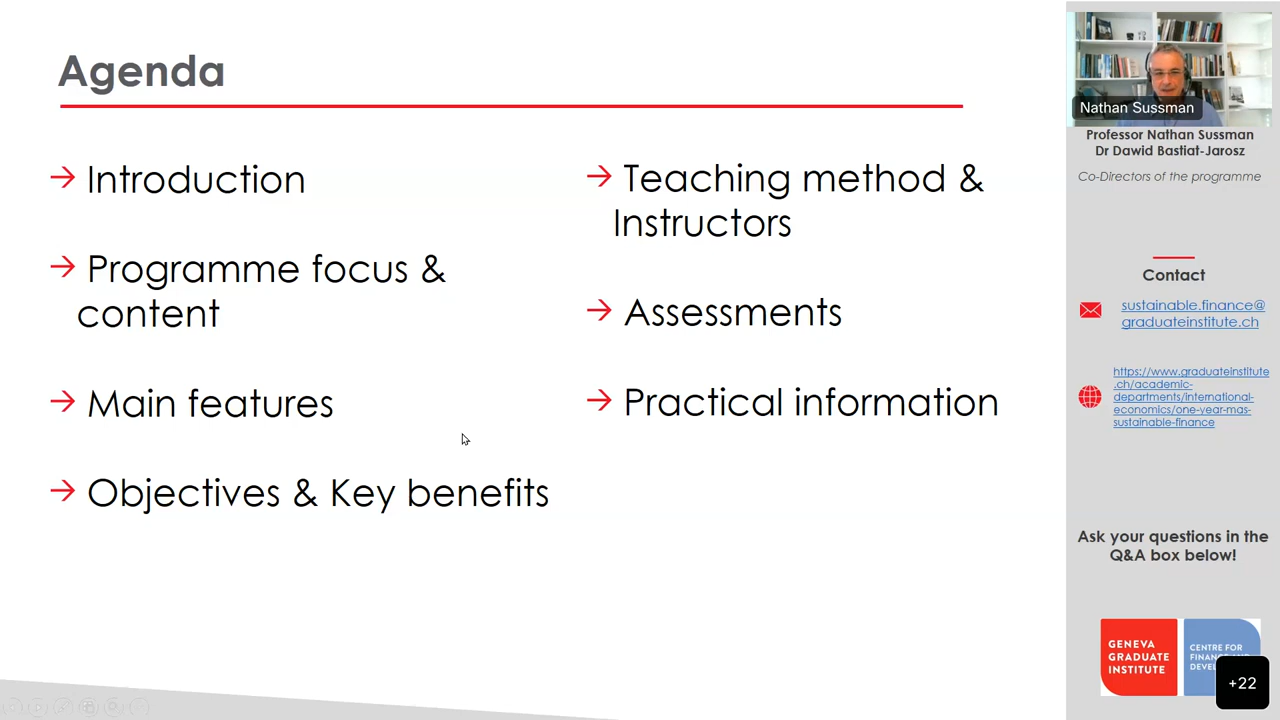 Agenda
→ Introduction
→ Programme focus &
content
→ Main features
→ Objectives & Key benefits
→ Teaching method &
Instructors
→ Assessments
→ Practical information
Nathan Sussman
Professor Nathan Sussman
Dr Dawid Bastiat-Jarosz
Co-Directors of the programme
Contact
sustainable.finance@
graduateinstitute.ch
https://www.graduateinstitute
.ch/academic-
departments/international-
economics/one-year-mas-
sustainable-finance
Ask your questions in the
Q&A box below!
GENEVA
GRADUATE
INSTITUTE
CENTRE FOR
+22